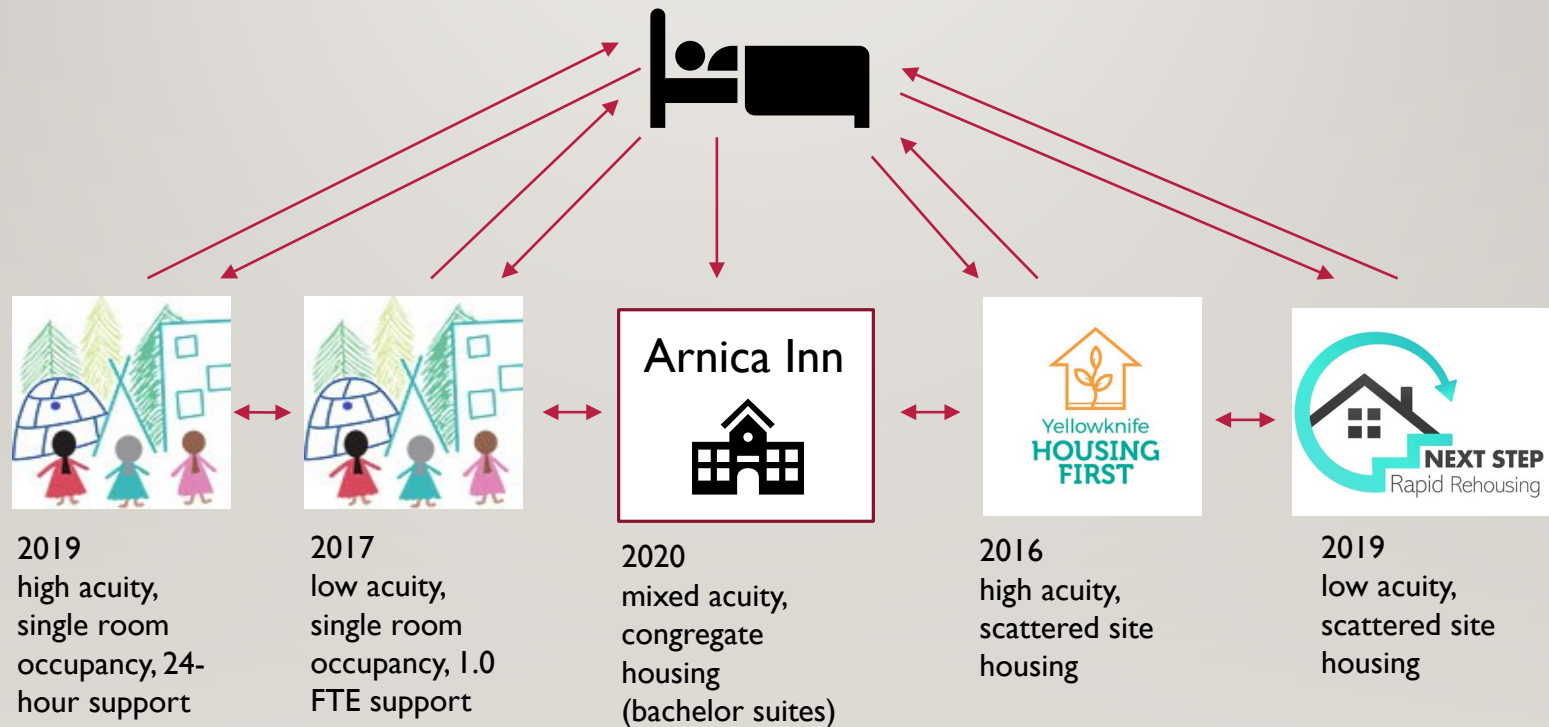 Arnica Inn
Yellowknife
HOUSING
FIRST
NEXT STEP
Rapid Rehousing
2019
high acuity,
single room
occupancy, 24-
hour support
2017
low acuity,
single room
occupancy, 1.0
FTE support
2020
mixed acuity,
congregate
housing
(bachelor suites)
2016
high acuity,
scattered site
housing
2019
low acuity,
scattered site
housing